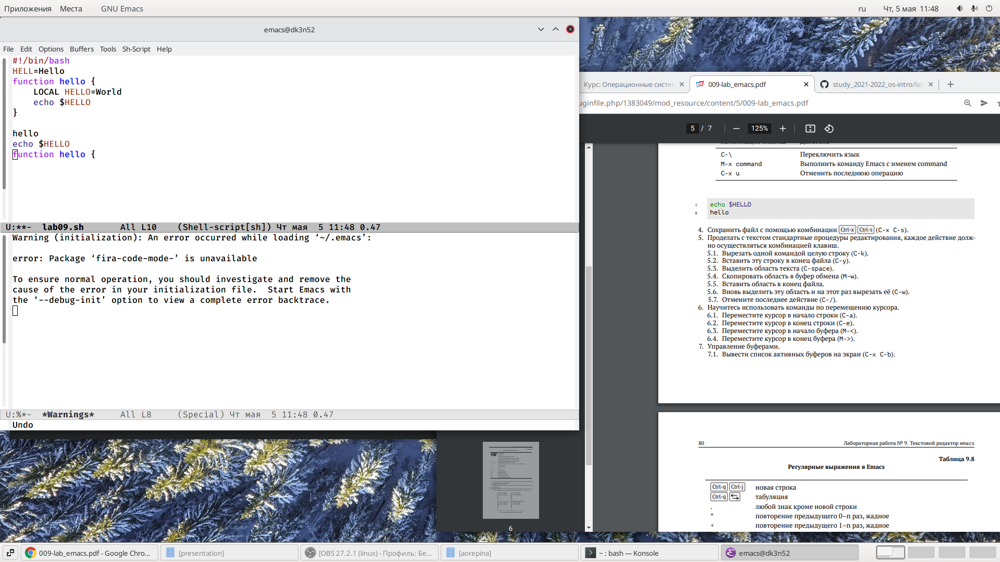 Приложения Места GNU Emacs ru Чт, 5 мая 11:48
emacs@dk3n52
File Edit Options Buffers Tools Sh-Script Help
#!/bin/bash
HELL=Hello
function hello {
    LOCAL HELLO=World
    echo $HELLO
}
hello
echo $HELLO
function hello {
U:**- lab09.sh All L10 (Shell-script[sh]) Чт мая 5 11:48 0.47
Warning (initialization): An error occurred while loading ‘~/.emacs’:
error: Package ‘fira-code-mode-’ is unavailable
To ensure normal operation, you should investigate and remove the
cause of the error in your initialization file.  Start Emacs with
the ‘--debug-init’ option to view a complete error backtrace.
U:%*- *Warnings* All L8 (Special) Чт мая 5 11:48 0.47
Undo
Курс: Операционные систем 009-lab_emacs.pdf study_2021-2022_os-intro/lab
uginfile.php/1383049/mod_resource/content/5/009-lab_emacs.pdf
5 / 7 125%
C-\ Переключить язык
M-x command Выполнить команду Emacs с именем command
C-x u Отменить последнюю операцию
7 echo $HELLO
8 hello
4. Сохранить файл с помощью комбинации Ctrl-x Ctrl-s (C-x C-s).
5. Проделать с текстом стандартные процедуры редактирования, каждое действие долж-
но осуществляться комбинацией клавиш.
5.1. Вырезать одной командой целую строку (C-k).
5.2. Вставить эту строку в конец файла (C-y).
5.3. Выделить область текста (C-space).
5.4. Скопировать область в буфер обмена (M-w).
5.5. Вставить область в конец файла.
5.6. Вновь выделить эту область и на этот раз вырезать её (C-w).
5.7. Отмените последнее действие (C-/).
6. Научитесь использовать команды по перемещению курсора.
6.1. Переместите курсор в начало строки (C-a).
6.2. Переместите курсор в конец строки (C-e).
6.3. Переместите курсор в начало буфера (M-<).
6.4. Переместите курсор в конец буфера (M->).
7. Управление буферами.
7.1. Вывести список активных буферов на экран (C-x C-b).
80 Лабораторная работа № 9. Текстовой редактор emacs
Таблица 9.8
Регулярные выражения в Emacs
Ctrl-q Ctrl-j новая строка
Ctrl-q табуляция
. любой знак кроме новой строки
* повторение предыдущего 0–n раз, жадное
+ повторение предыдущего 1–n раз, жадное
6
009-lab_emacs.pdf - Google Chro... [presentation] [OBS 27.2.1 (linux) - Профиль: Бе... [aorepina] ~ : bash — Konsole emacs@dk3n52